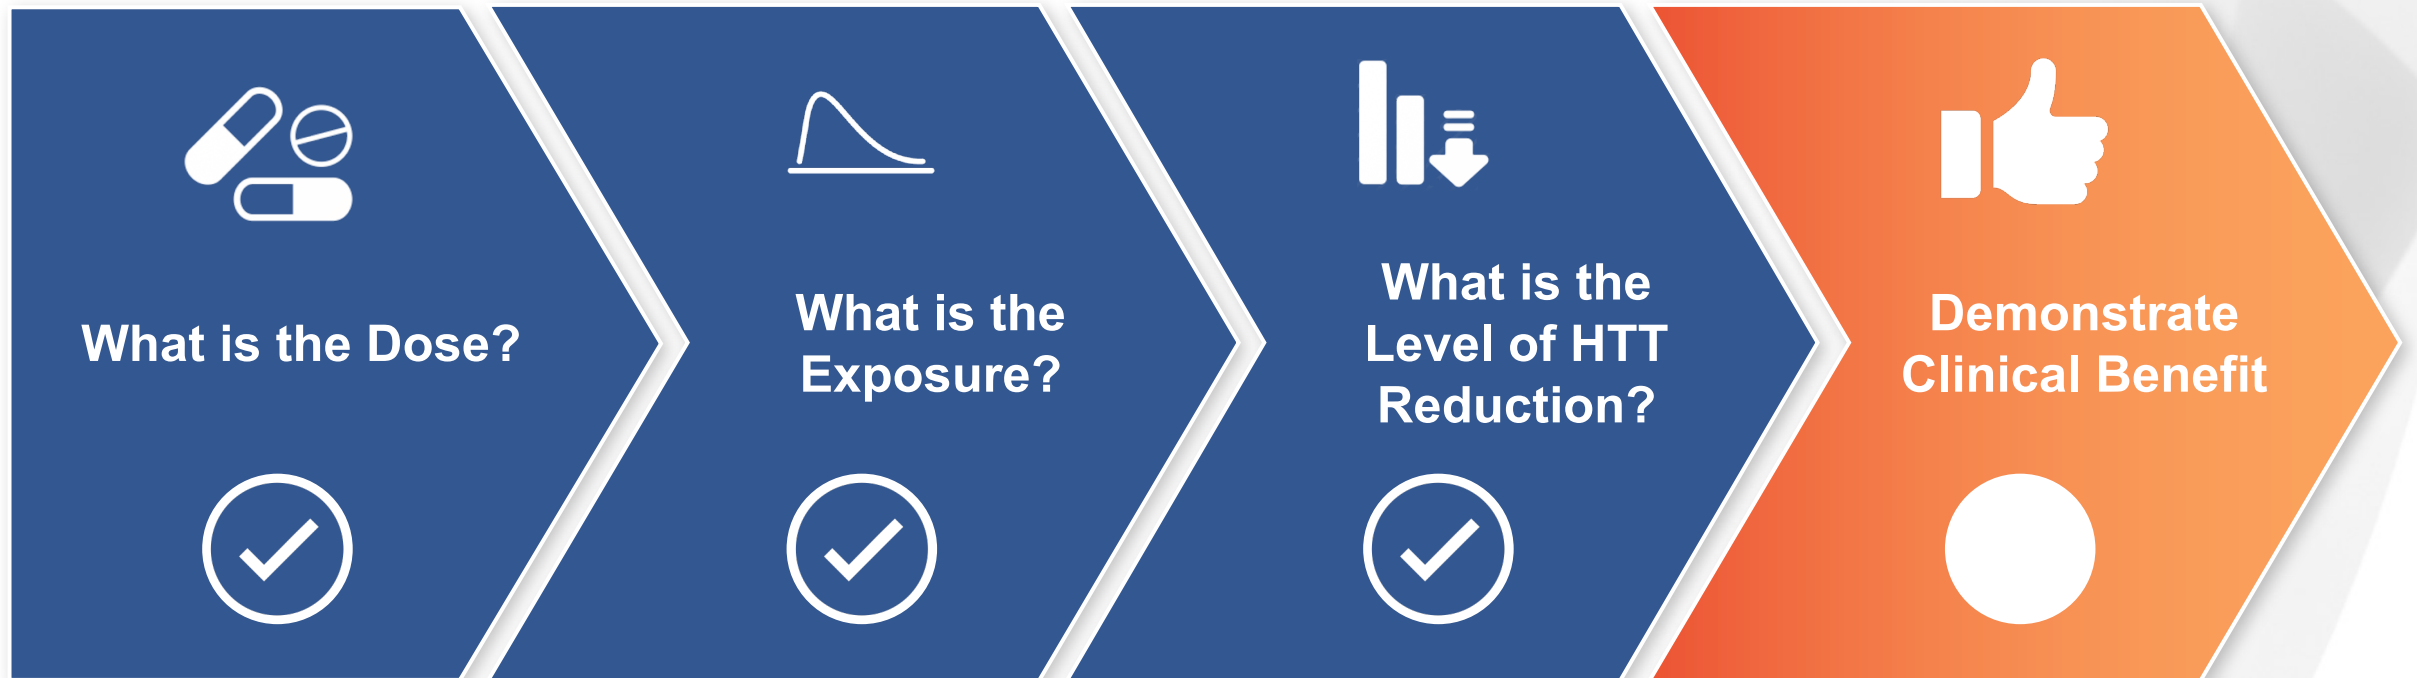 What is the Dose?
What is the
Exposure?
What is the
Level of HTT
Reduction?
Demonstrate
Clinical Benefit